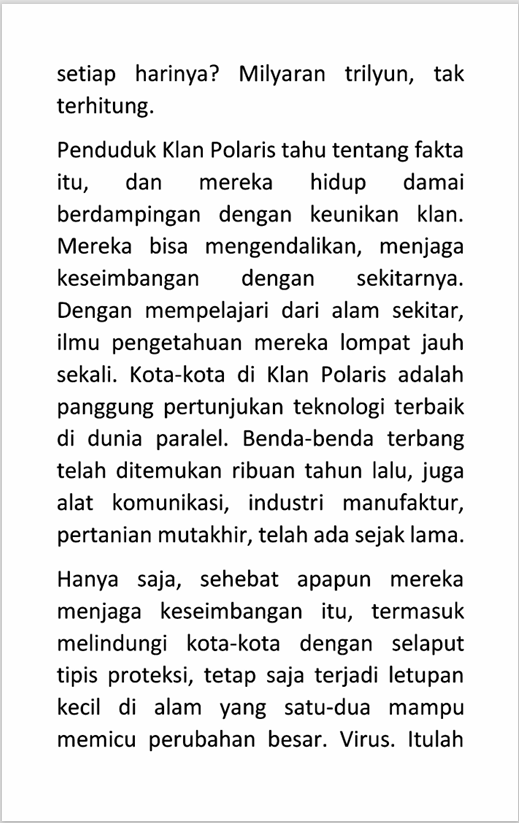 setiap harinya? Milyaran trilyun, tak
terhitung.
Penduduk Klan Polaris tahu tentang fakta
itu, dan mereka hidup damai
berdampingan dengan keunikan klan.
Mereka bisa mengendalikan, menjaga
keseimbangan dengan sekitarnya.
Dengan mempelajari dari alam sekitar,
ilmu pengetahuan mereka lompat jauh
sekali. Kota-kota di Klan Polaris adalah
panggung pertunjukan teknologi terbaik
di dunia paralel. Benda-benda terbang
telah ditemukan ribuan tahun lalu, juga
alat komunikasi, industri manufaktur,
pertanian mutakhir, telah ada sejak lama.
Hanya saja, sehebat apapun mereka
menjaga keseimbangan itu, termasuk
melindungi kota-kota dengan selaput
tipis proteksi, tetap saja terjadi letupan
kecil di alam yang satu-dua mampu
memicu perubahan besar. Virus. Itulah